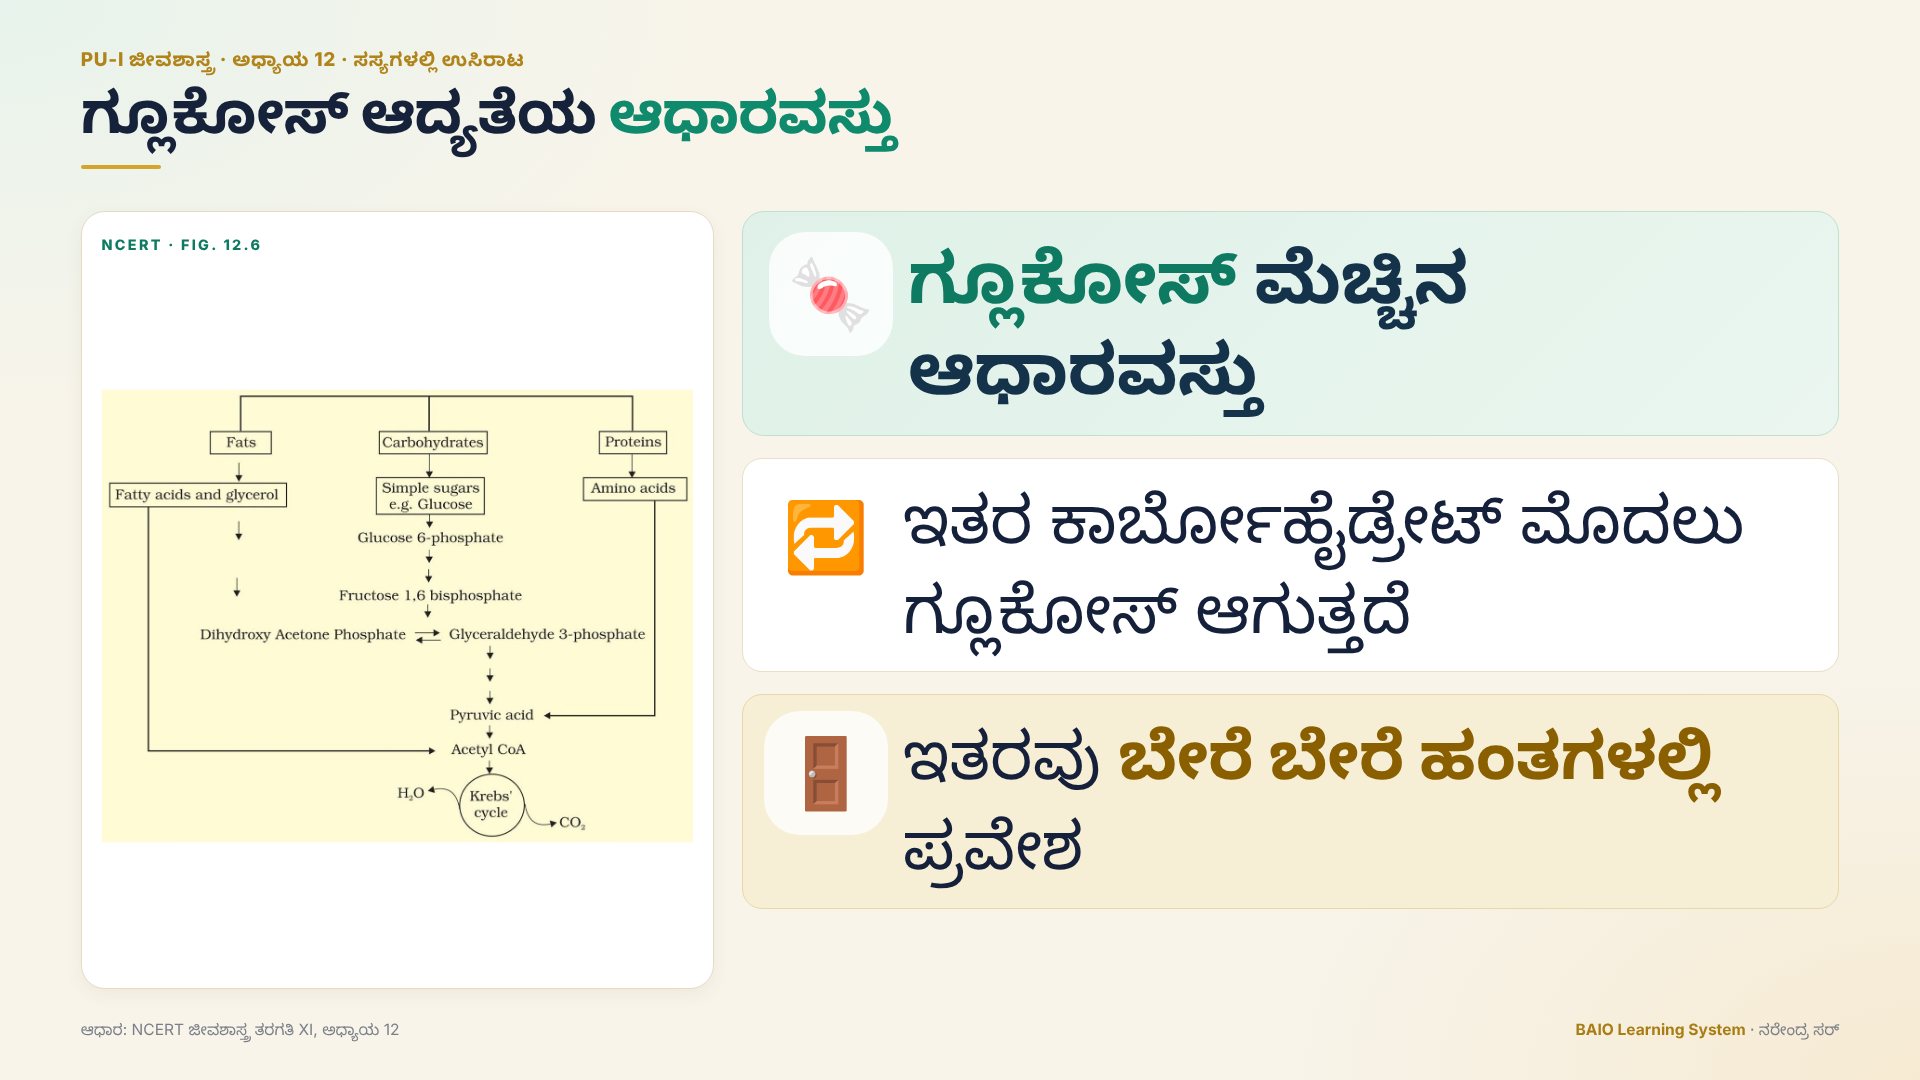 PU-I ಜೀವಶಾಸ್ತ್ರ · ಅಧ್ಯಾಯ 12 · ಸಸ್ಯಗಳಲ್ಲಿ ಉಸಿರಾಟ
ಗ್ಲೂಕೋಸ್ ಆದ್ಯತೆಯ ಆಧಾರವಸ್ತು
NCERT · FIG. 12.6
Fats
Carbohydrates
Proteins
Fatty acids and glycerol
Simple sugars
e.g. Glucose
Amino acids
Glucose 6-phosphate
Fructose 1,6 bisphosphate
Dihydroxy Acetone Phosphate
Glyceraldehyde 3-phosphate
Pyruvic acid
Acetyl CoA
H₂O
Krebs'
cycle
CO₂
ಗ್ಲೂಕೋಸ್ ಮೆಚ್ಚಿನ
ಆಧಾರವಸ್ತು
ಇತರ ಕಾರ್ಬೋಹೈಡ್ರೇಟ್ ಮೊದಲು
ಗ್ಲೂಕೋಸ್ ಆಗುತ್ತದೆ
ಇತರವು ಬೇರೆ ಬೇರೆ ಹಂತಗಳಲ್ಲಿ
ಪ್ರವೇಶ
ಆಧಾರ: NCERT ಜೀವಶಾಸ್ತ್ರ ತರಗತಿ XI, ಅಧ್ಯಾಯ 12
BAIO Learning System · ನರೇಂದ್ರ ಸರ್